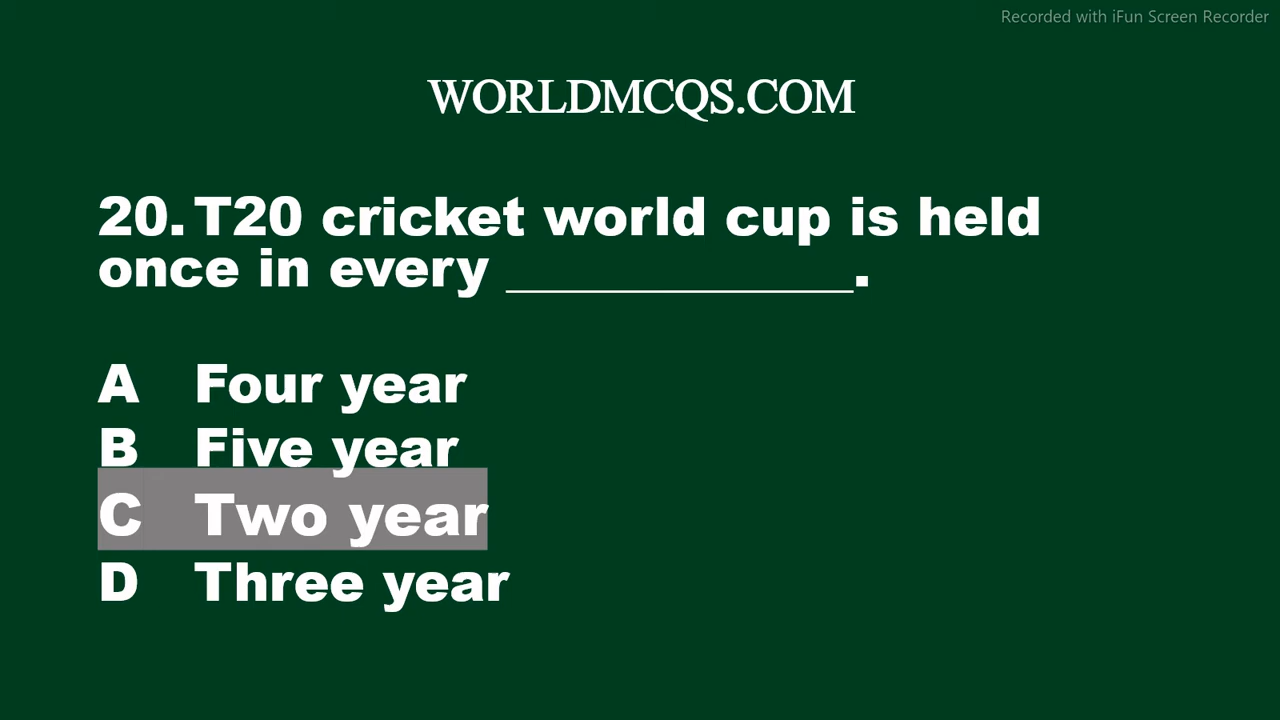 Recorded with iFun Screen Recorder
WORLDMCQS.COM
20. T20 cricket world cup is held
once in every _____________.
A Four year
B Five year
C Two year
D Three year